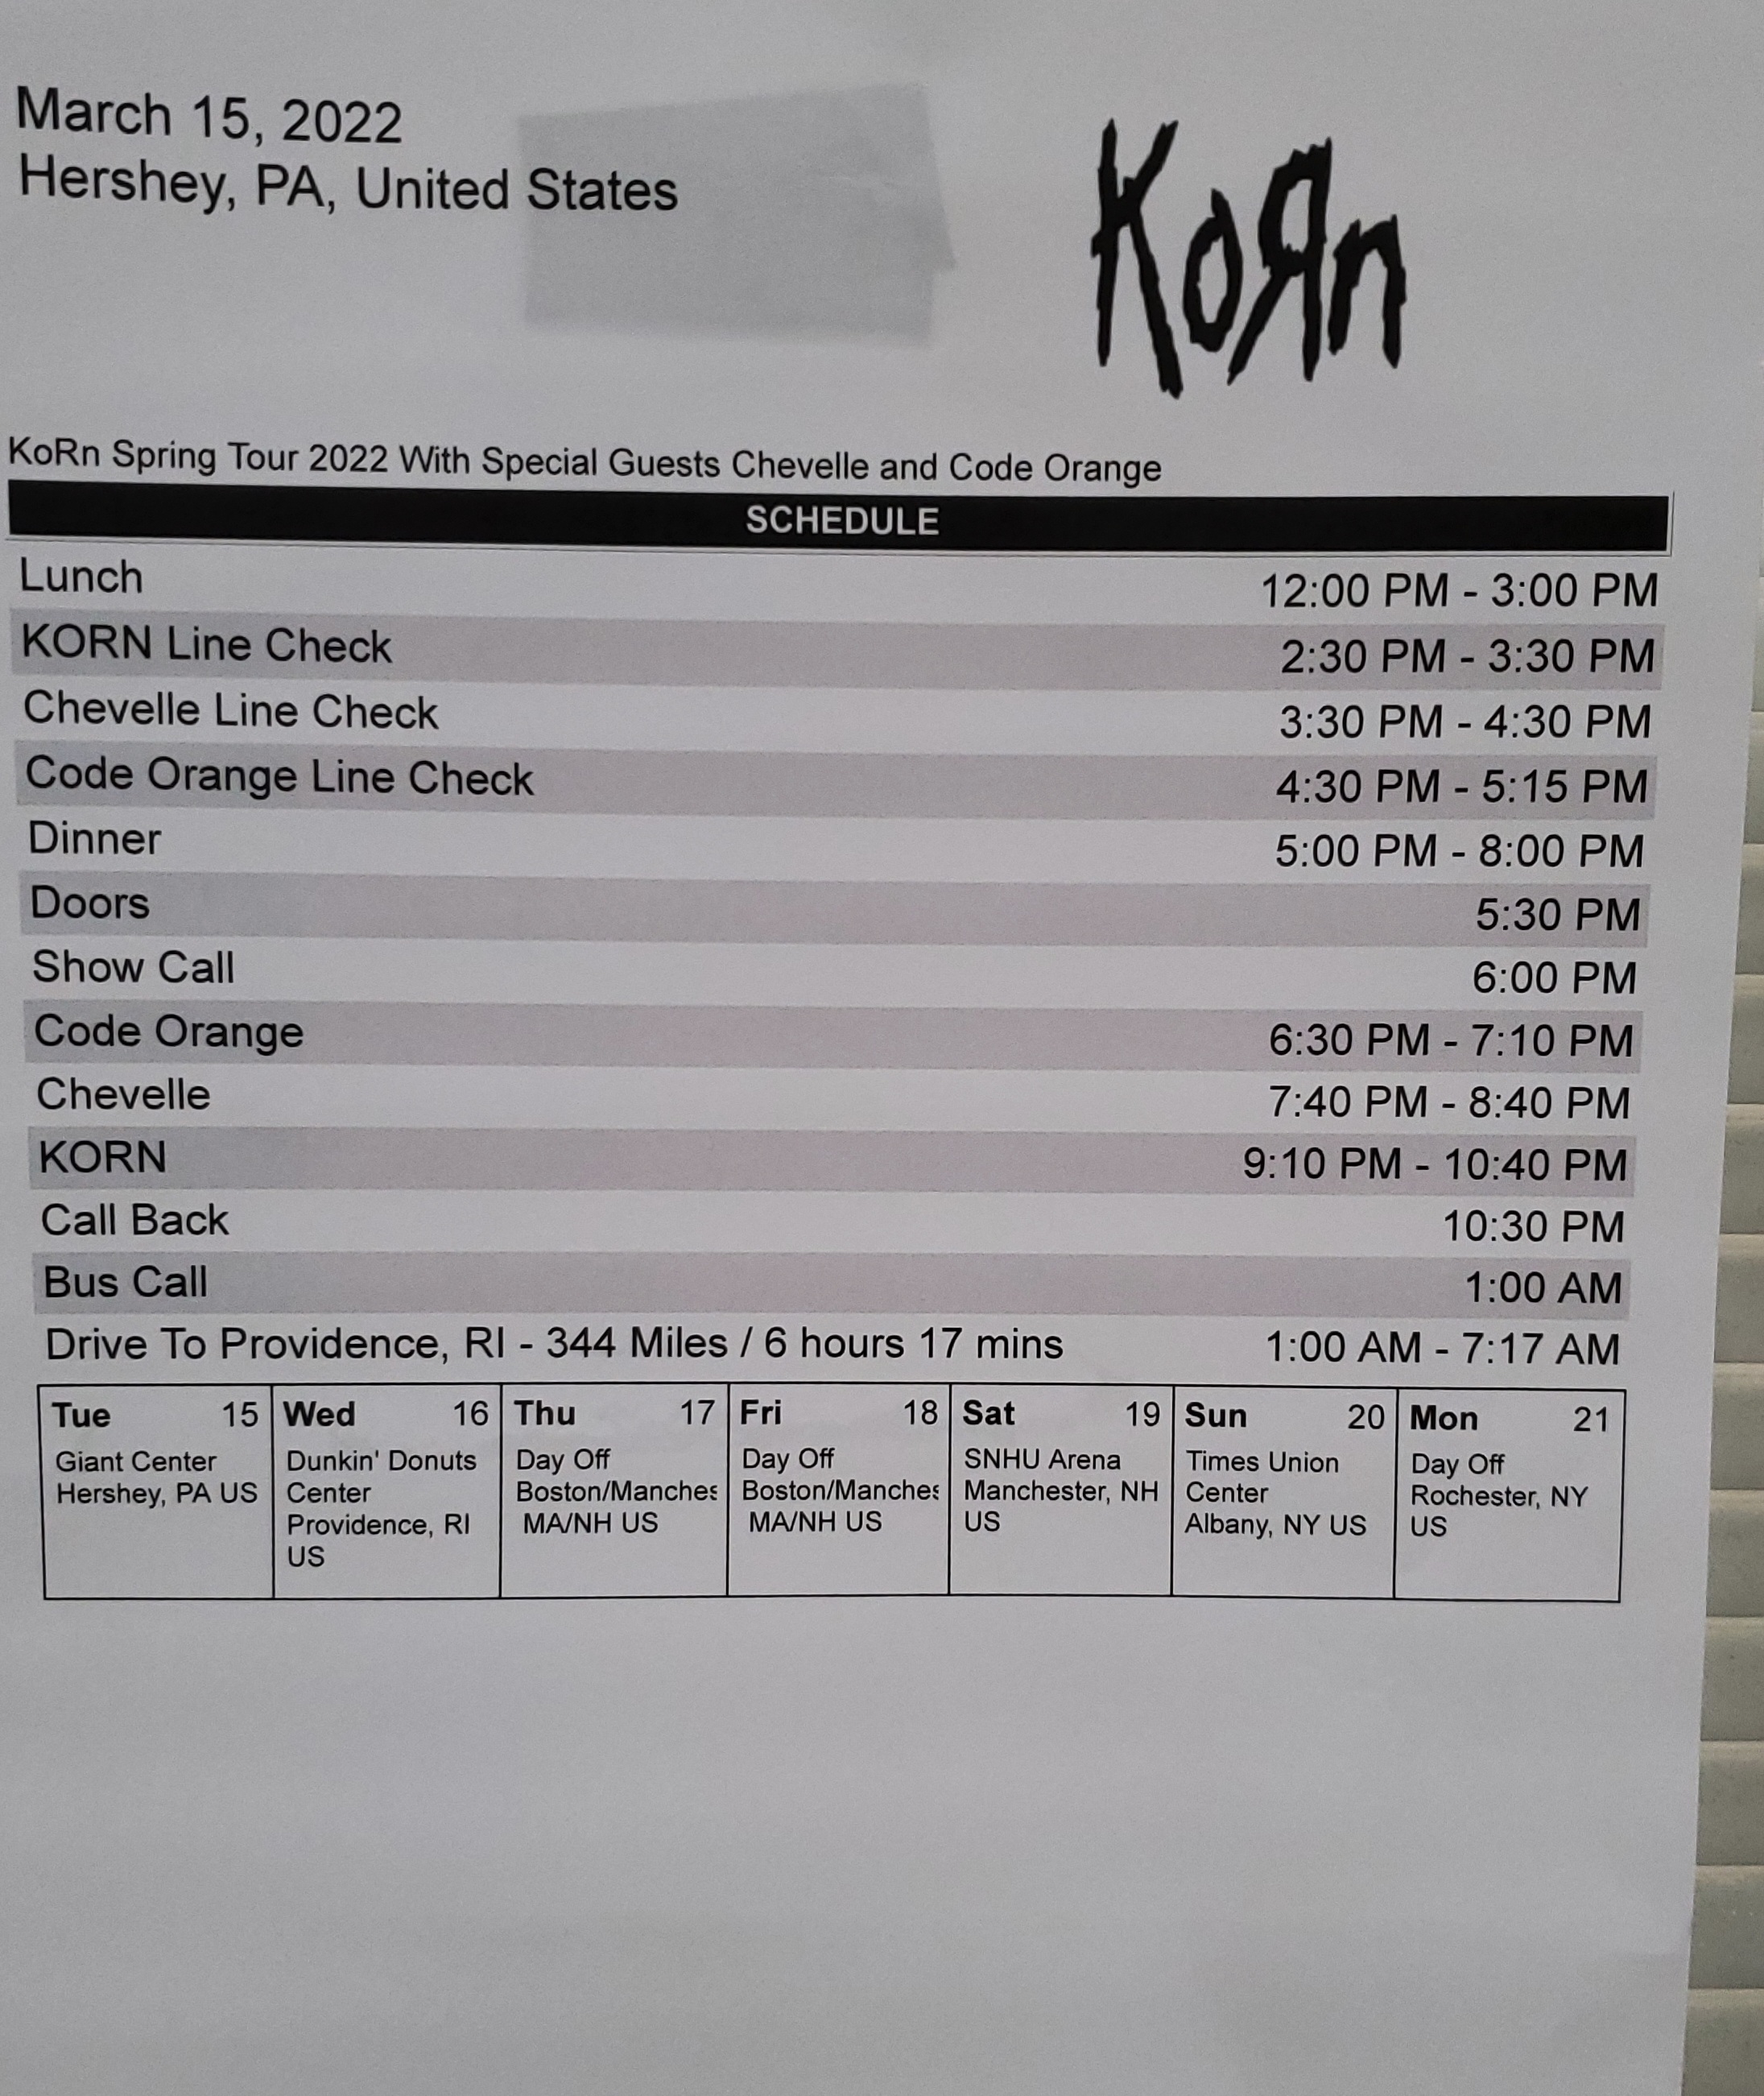 March 15, 2022
Hershey, PA, United States
KoRn
KoRn Spring Tour 2022 With Special Guests Chevelle and Code Orange
SCHEDULE
Lunch 12:00 PM - 3:00 PM
KORN Line Check 2:30 PM - 3:30 PM
Chevelle Line Check 3:30 PM - 4:30 PM
Code Orange Line Check 4:30 PM - 5:15 PM
Dinner 5:00 PM - 8:00 PM
Doors 5:30 PM
Show Call 6:00 PM
Code Orange 6:30 PM - 7:10 PM
Chevelle 7:40 PM - 8:40 PM
KORN 9:10 PM - 10:40 PM
Call Back 10:30 PM
Bus Call 1:00 AM
Drive To Providence, RI - 344 Miles / 6 hours 17 mins 1:00 AM - 7:17 AM
Tue 15
Giant Center
Hershey, PA US
Wed 16
Dunkin' Donuts
Center
Providence, RI
US
Thu 17
Day Off
Boston/Manches
MA/NH US
Fri 18
Day Off
Boston/Manches
MA/NH US
Sat 19
SNHU Arena
Manchester, NH
US
Sun 20
Times Union
Center
Albany, NY US
Mon 21
Day Off
Rochester, NY
US